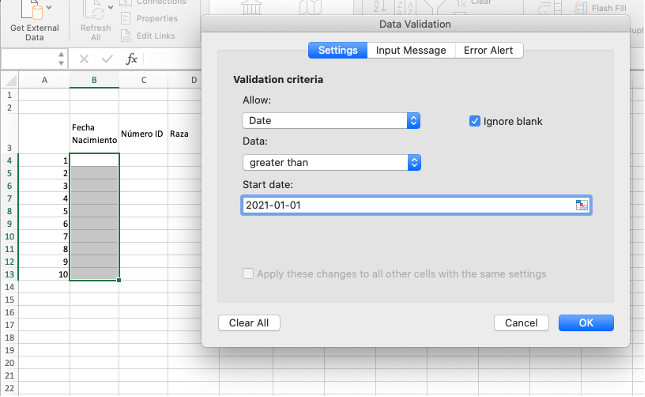 Connections
Clear
Flash Fill
Properties
Get External
Data
Refresh
All
Edit Links
Data Validation
fx
Settings
Input Message
Error Alert
A B C D
Validation criteria
Allow:
Date
Ignore blank
Data:
greater than
Start date:
2021-01-01
Apply these changes to all other cells with the same settings
Clear All
Cancel
OK
1
2
3
Fecha
Nacimiento
Número ID
Raza
4 1
5 2
6 3
7 4
8 5
9 6
10 7
11 8
12 9
13 10
14
15
16
17
18
19
20
21
22